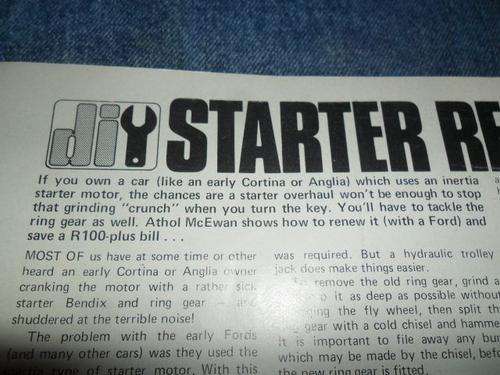 diy STARTER RE
If you own a car (like an early Cortina or Anglia) which uses an inertia
starter motor, the chances are a starter overhaul won't be enough to stop
that grinding "crunch" when you turn the key. You'll have to tackle the
ring gear as well. Athol McEwan shows how to renew it (with a Ford) and
save a R100-plus bill . . .
MOST OF us have at some time or other
heard an early Cortina or Anglia owner
cranking the motor with a rather sick
starter Bendix and ring gear — and
shuddered at the terrible noise!
The problem with the early Fords
(and many other cars) was they used the
inertia type of starter motor. With this
was required. But a hydraulic trolley
jack does make things easier.
To remove the old ring gear, grind a
it as deep as possible without
the fly wheel, then split th
gear with a cold chisel and hamme
It is important to file away any bu
which may be made by the chisel, befo
the new ring gear is fitted.